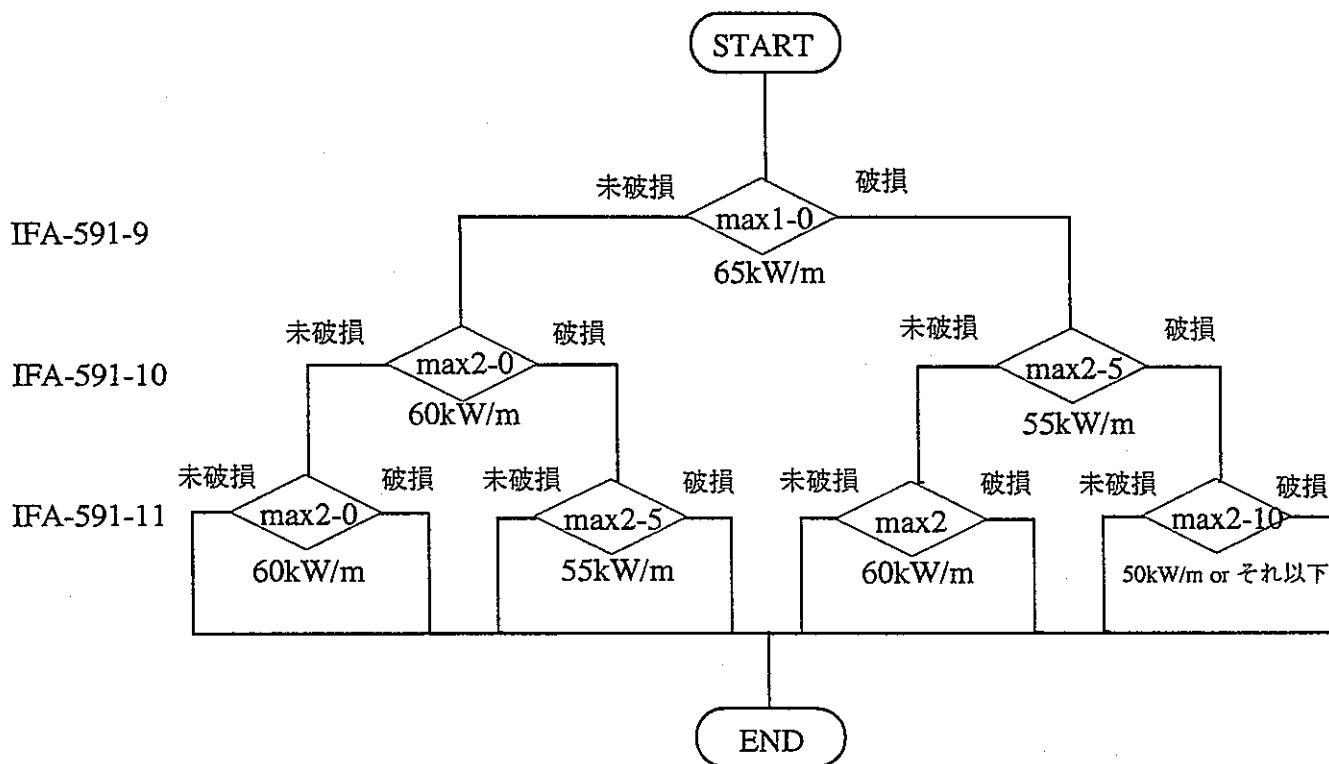 START
未破損 破損
IFA-591-9 max1-0
65kW/m
未破損 破損 未破損 破損
IFA-591-10 max2-0 max2-5
60kW/m 55kW/m
未破損 破損 未破損 破損 未破損 破損 未破損 破損
IFA-591-11 max2-0 max2-5 max2 max2-10
60kW/m 55kW/m 60kW/m 50kW/m or それ以下
END